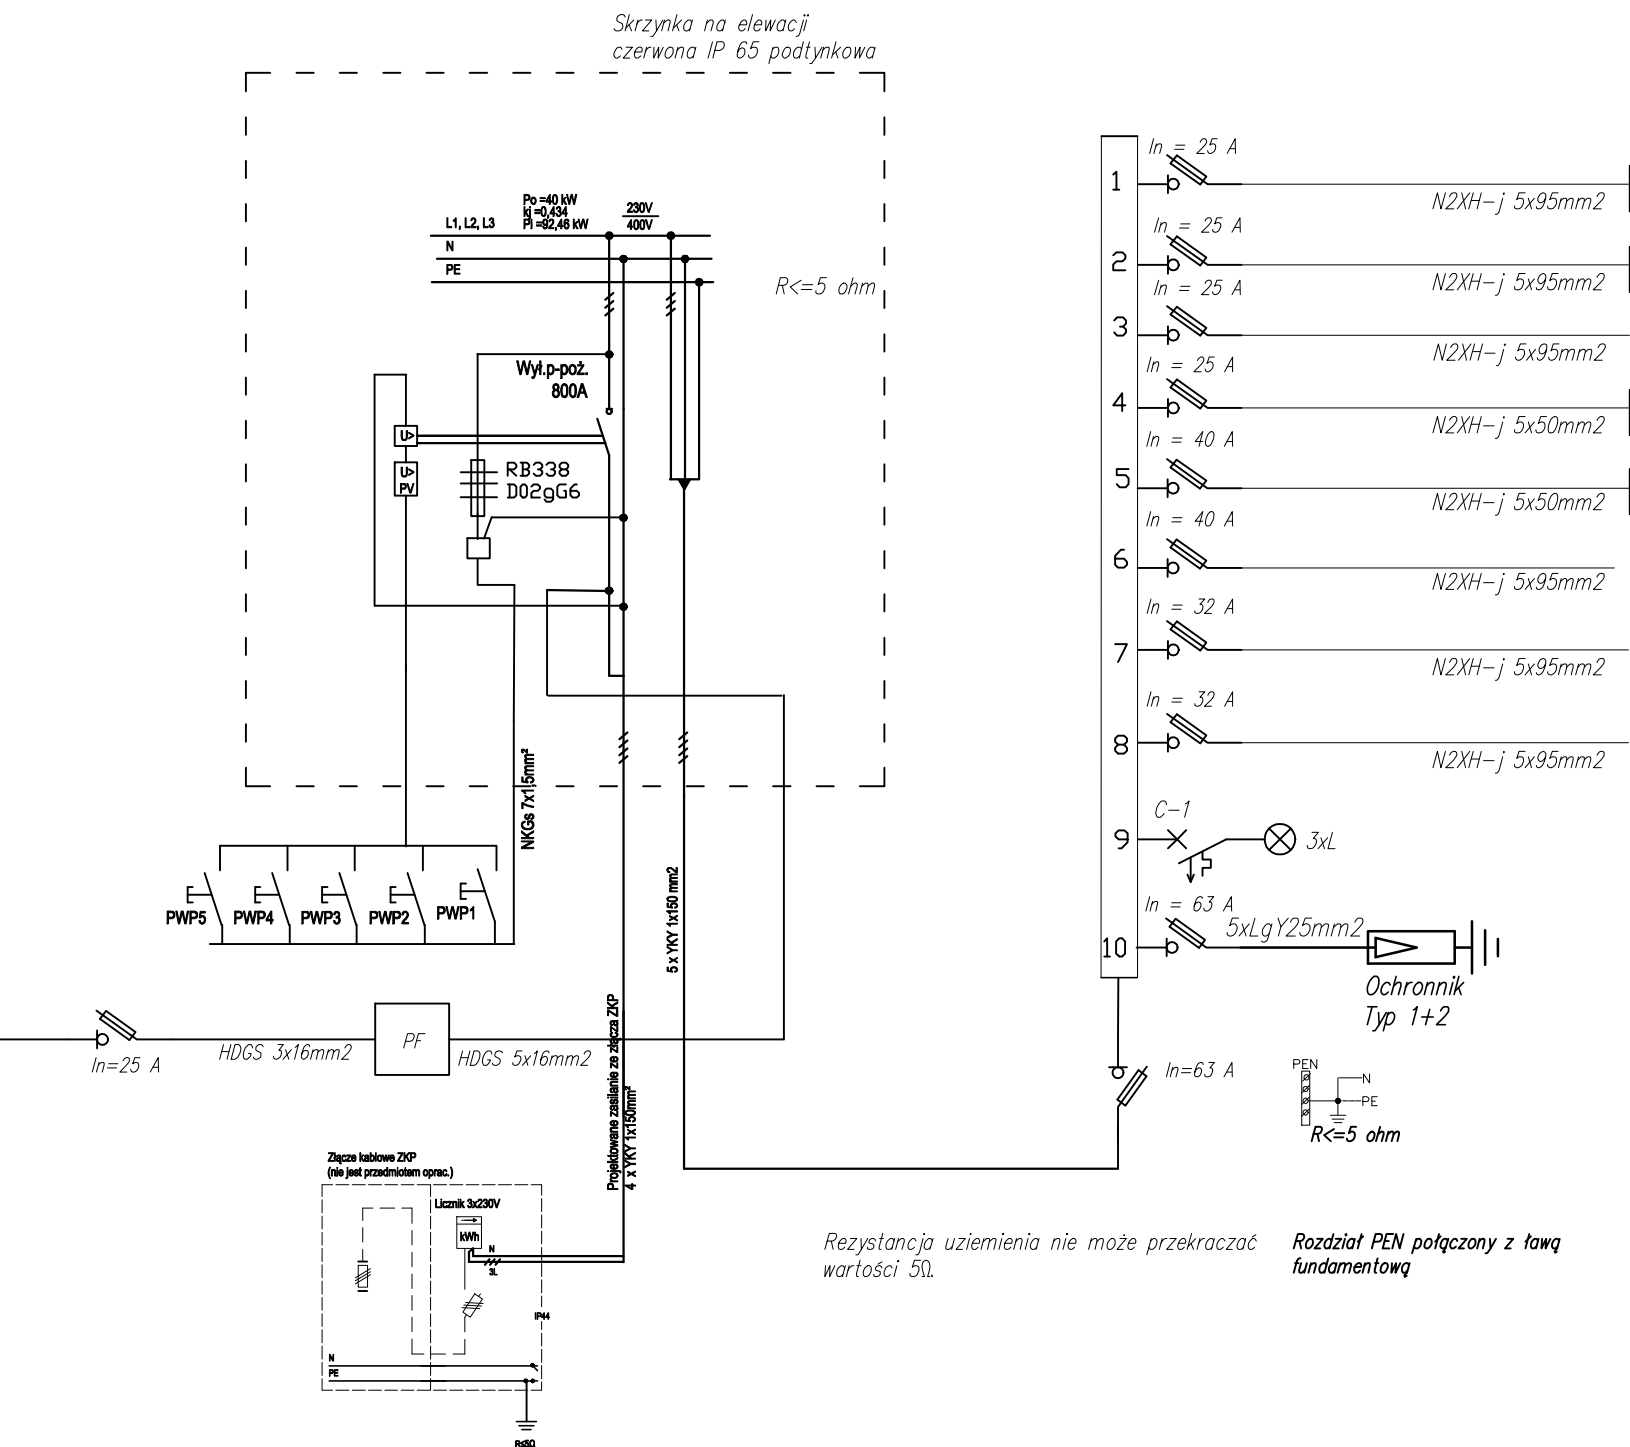 Skrzynka na elewacji
czerwona IP 65 podtynkowa
Po =40 kW
kj =0,434
Pi =92,46 kW
230V
400V
L1, L2, L3
N
PE
R<=5 ohm
Wył.p-poż.
800A
U>
U>
PV
RB338
D02gG6
NKGs 7x1,5mm²
PWP5
PWP4
PWP3
PWP2
PWP1
5 x YKY 1x150 mm2
Projektowane zasilanie ze złącza ZKP
4 x YKY 1x150mm²
In=25 A
HDGS 3x16mm2
PF
HDGS 5x16mm2
Złącze kablowe ZKP
(nie jest przedmiotem oprac.)
Licznik 3x230V
kWh
N
3L
IP44
N
PE
R≤5Ω
In = 25 A
1
N2XH-j 5x95mm2
In = 25 A
2
N2XH-j 5x95mm2
In = 25 A
3
N2XH-j 5x95mm2
In = 25 A
4
N2XH-j 5x50mm2
In = 40 A
5
N2XH-j 5x50mm2
In = 40 A
6
N2XH-j 5x95mm2
In = 32 A
7
N2XH-j 5x95mm2
In = 32 A
8
N2XH-j 5x95mm2
C-1
9
3xL
In = 63 A
10
5xLgY25mm2
Ochronnik
Typ 1+2
In=63 A
PEN
N
PE
R<=5 ohm
Rezystancja uziemienia nie może przekraczać
wartości 5Ω.
Rozdział PEN połączony z ławą
fundamentową